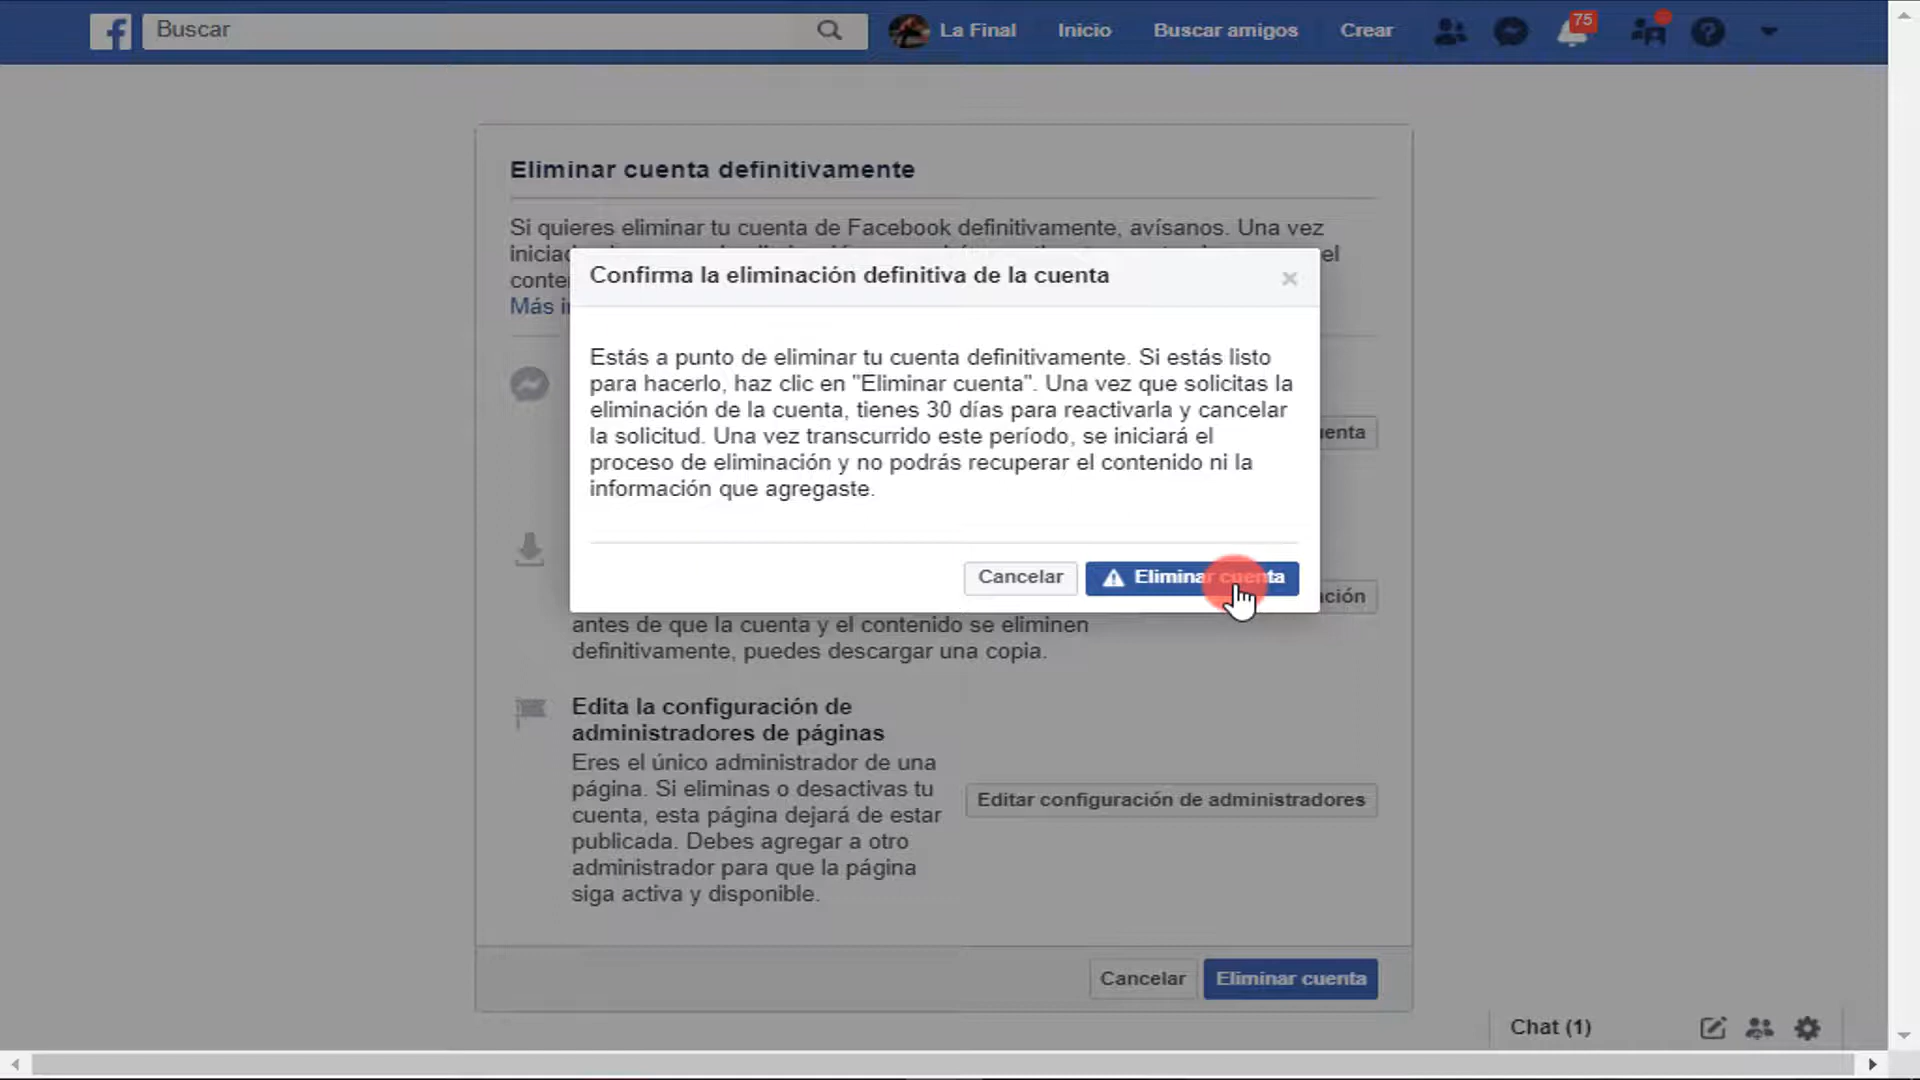 Buscar
La Final
Inicio
Buscar amigos
Crear
75
Eliminar cuenta definitivamente
Si quieres eliminar tu cuenta de Facebook definitivamente, avísanos. Una vez
el
Más
Confirma la eliminación definitiva de la cuenta
Estás a punto de eliminar tu cuenta definitivamente. Si estás listo
para hacerlo, haz clic en "Eliminar cuenta". Una vez que solicitas la
eliminación de la cuenta, tienes 30 días para reactivarla y cancelar
la solicitud. Una vez transcurrido este período, se iniciará el
proceso de eliminación y no podrás recuperar el contenido ni la
información que agregaste.
Cancelar
Eliminar cuenta
antes de que la cuenta y el contenido se eliminen
definitivamente, puedes descargar una copia.
Edita la configuración de
administradores de páginas
Eres el único administrador de una
página. Si eliminas o desactivas tu
cuenta, esta página dejará de estar
publicada. Debes agregar a otro
administrador para que la página
siga activa y disponible.
Editar configuración de administradores
Cancelar
Eliminar cuenta
Chat (1)